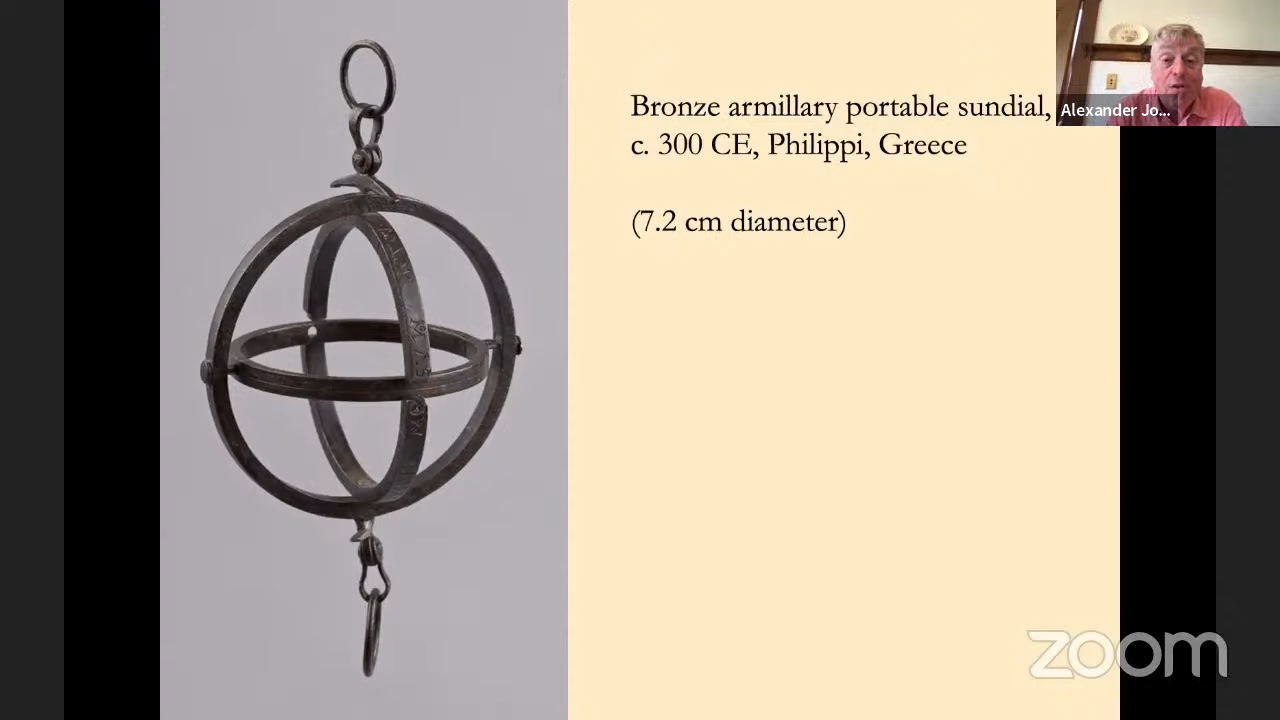 Bronze armillary portable sundial,
c. 300 CE, Philippi, Greece
(7.2 cm diameter)
Alexander Jo...
zoom